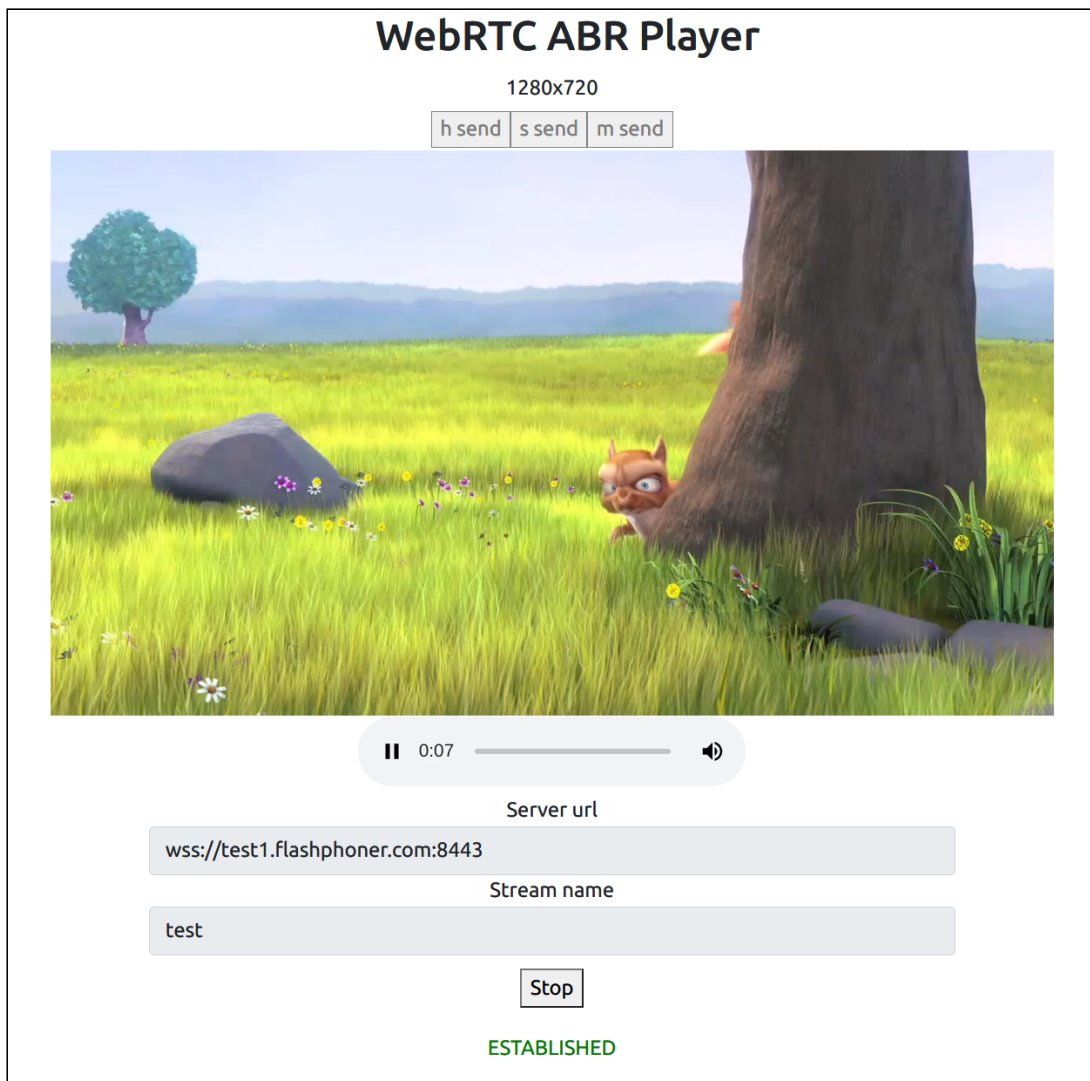 WebRTC ABR Player
1280x720
h send s send m send
0:07
Server url
wss://test1.flashphoner.com:8443
Stream name
test
Stop
ESTABLISHED